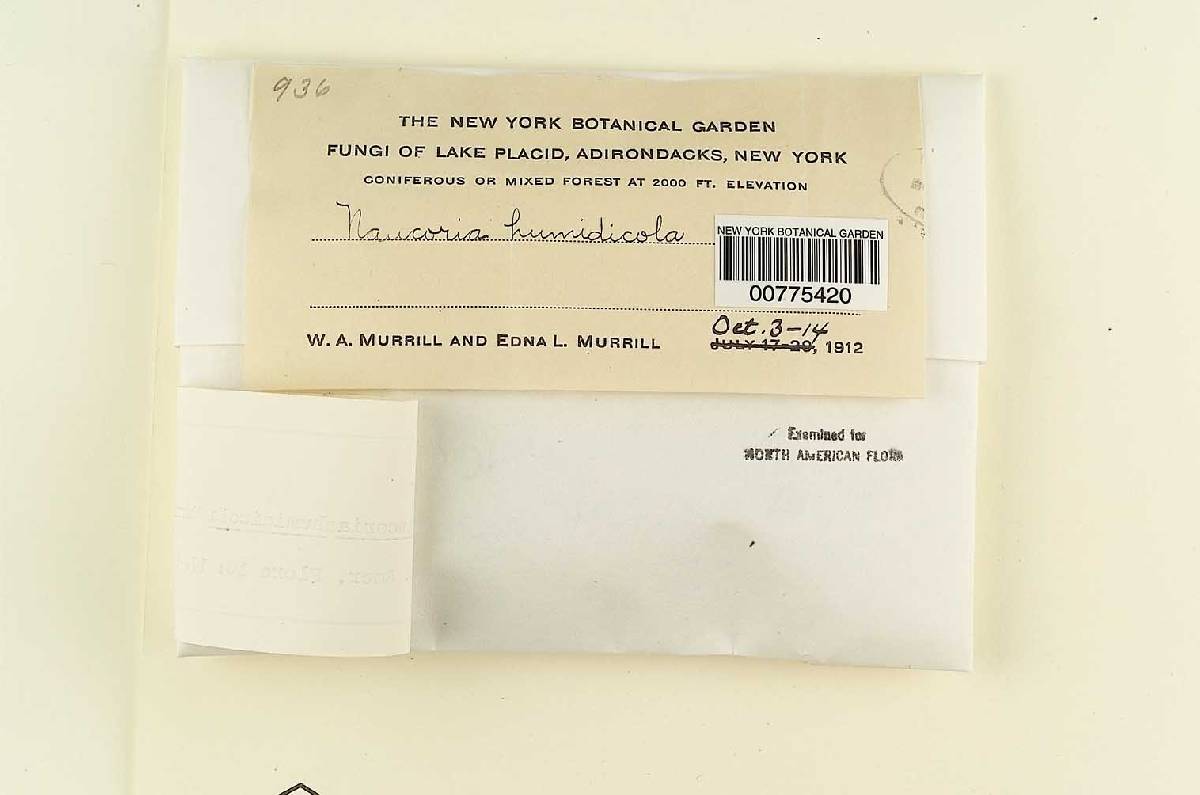 936
THE NEW YORK BOTANICAL GARDEN
FUNGI OF LAKE PLACID, ADIRONDACKS, NEW YORK
CONIFEROUS OR MIXED FOREST AT 2000 FT. ELEVATION
Naucoria humidicola
NEW YORK BOTANICAL GARDEN
00775420
Oct. 3-14
W. A. MURRILL AND EDNA L. MURRILL JULY 17-29, 1912
Examined for
NORTH AMERICAN FLORA